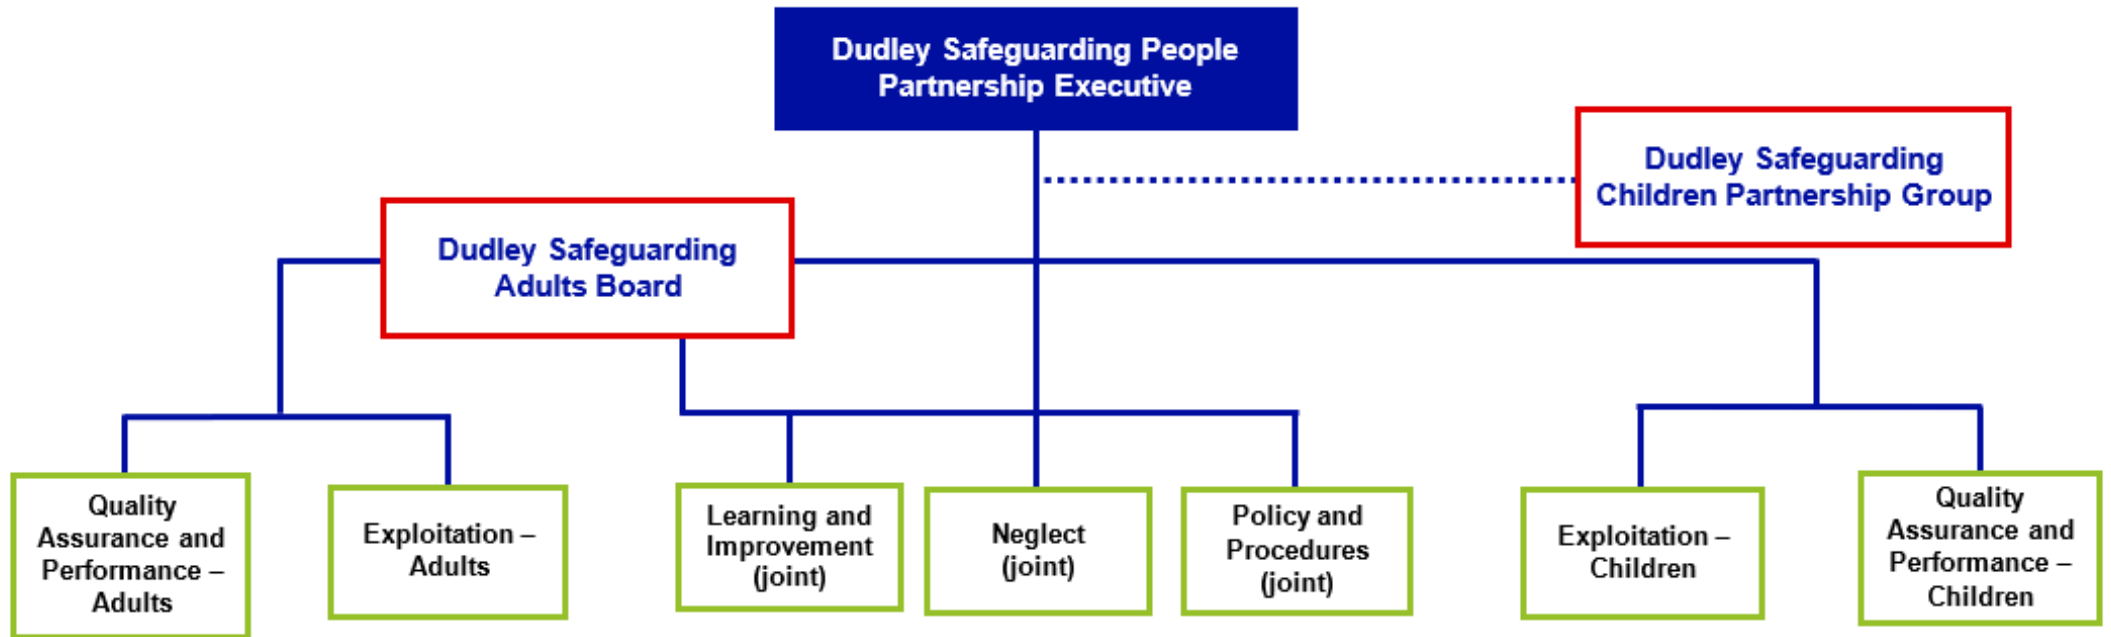 Dudley Safeguarding People
Partnership Executive
Dudley Safeguarding
Children Partnership Group
Dudley Safeguarding
Adults Board
Quality
Assurance and
Performance –
Adults
Exploitation –
Adults
Learning and
Improvement
(joint)
Neglect
(joint)
Policy and
Procedures
(joint)
Exploitation –
Children
Quality
Assurance and
Performance –
Children